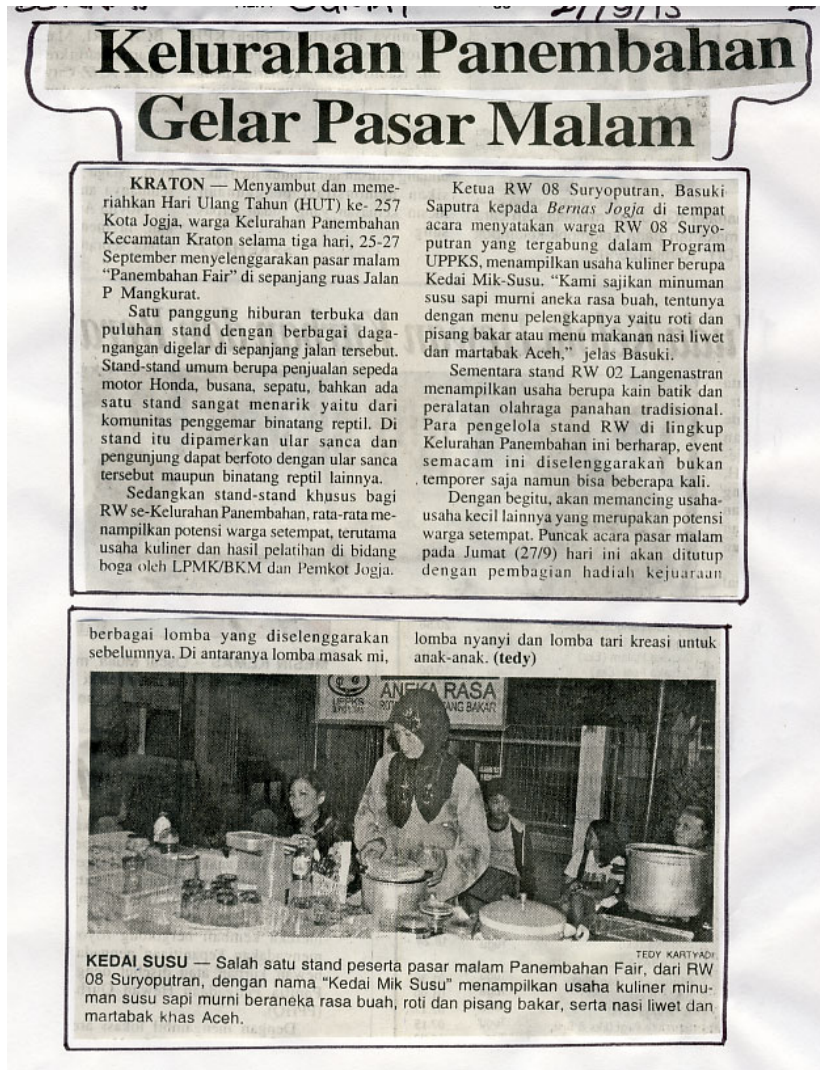 Kelurahan Panembahan
Gelar Pasar Malam
KRATON — Menyambut dan meme-
riahkan Hari Ulang Tahun (HUT) ke- 257
Kota Jogja, warga Kelurahan Panembahan
Kecamatan Kraton selama tiga hari, 25-27
September menyelenggarakan pasar malam
“Panembahan Fair” di sepanjang ruas Jalan
P Mangkurat.
Satu panggung hiburan terbuka dan
puluhan stand dengan berbagai daga-
ngangan digelar di sepanjang jalan tersebut.
Stand-stand umum berupa penjualan sepeda
motor Honda, busana, sepatu, bahkan ada
satu stand sangat menarik yaitu dari
komunitas penggemar binatang reptil. Di
stand itu dipamerkan ular sanca dan
pengunjung dapat berfoto dengan ular sanca
tersebut maupun binatang reptil lainnya.
Sedangkan stand-stand khusus bagi
RW se-Kelurahan Panembahan, rata-rata me-
nampilkan potensi warga setempat, terutama
usaha kuliner dan hasil pelatihan di bidang
boga oleh LPMK/BKM dan Pemkot Jogja.
Ketua RW 08 Suryoputran, Basuki
Saputra kepada Bernas Jogja di tempat
acara menyatakan warga RW 08 Suryo-
putran yang tergabung dalam Program
UPPKS, menampilkan usaha kuliner berupa
Kedai Mik-Susu. “Kami sajikan minuman
susu sapi murni aneka rasa buah, tentunya
dengan menu pelengkapnya yaitu roti dan
pisang bakar atau menu makanan nasi liwet
dan martabak Aceh,” jelas Basuki.
Sementara stand RW 02 Langenastran
menampilkan usaha berupa kain batik dan
peralatan olahraga panahan tradisional.
Para pengelola stand RW di lingkup
Kelurahan Panembahan ini berharap, event
semacam ini diselenggarakan bukan
temporer saja namun bisa beberapa kali.
Dengan begitu, akan memancing usaha-
usaha kecil lainnya yang merupakan potensi
warga setempat. Puncak acara pasar malam
pada Jumat (27/9) hari ini akan ditutup
dengan pembagian hadiah kejuaraan
berbagai lomba yang diselenggarakan
sebelumnya. Di antaranya lomba masak mi,
lomba nyanyi dan lomba tari kreasi untuk
anak-anak. (tedy)
UPPKS
ANEKA RASA
BAKAR
TEDY KARTYADI
KEDAI SUSU — Salah satu stand peserta pasar malam Panembahan Fair, dari RW
08 Suryoputran, dengan nama “Kedai Mik Susu” menampilkan usaha kuliner minu-
man susu sapi murni beraneka rasa buah, roti dan pisang bakar, serta nasi liwet dan
martabak khas Aceh.